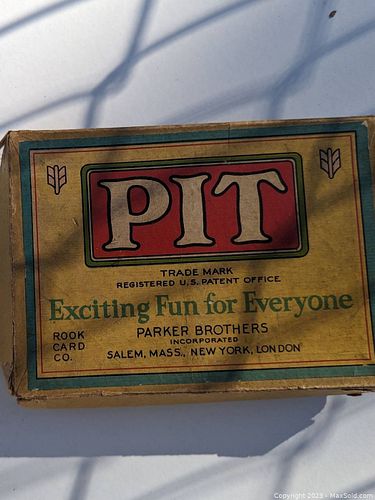 PIT
TRADE MARK
REGISTERED U.S. PATENT OFFICE
Exciting Fun for Everyone
ROOK
CARD
CO.
PARKER BROTHERS
INCORPORATED
SALEM, MASS., NEW YORK, LONDON
Copyright 2023 - MaxSold.com